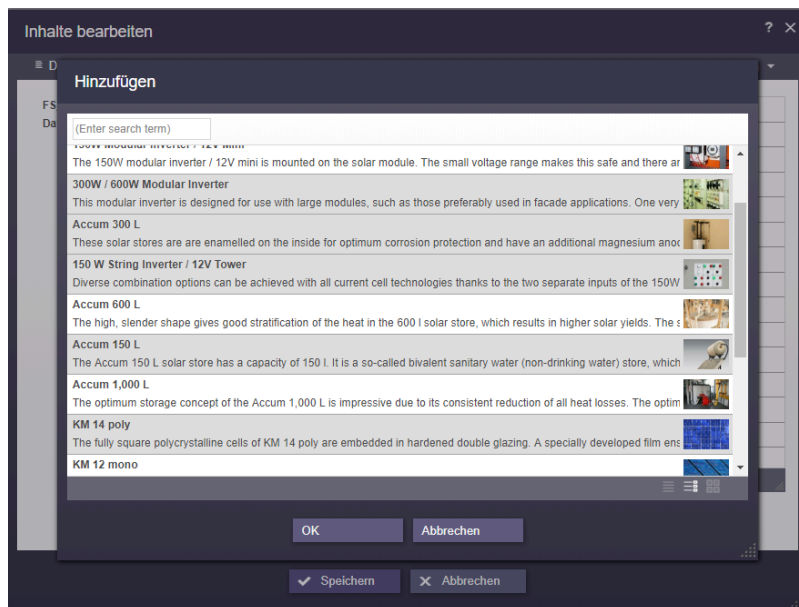 Inhalte bearbeiten
?
D
Hinzufügen
FS
Da
(Enter search term)
150W Modular Inverter / 12V Mini
The 150W modular inverter / 12V mini is mounted on the solar module. The small voltage range makes this safe and there ar
300W / 600W Modular Inverter
This modular inverter is designed for use with large modules, such as those preferably used in facade applications. One very
Accum 300 L
These solar stores are are enamelled on the inside for optimum corrosion protection and have an additional magnesium anoc
150 W String Inverter / 12V Tower
Diverse combination options can be achieved with all current cell technologies thanks to the two separate inputs of the 150W
Accum 600 L
The high, slender shape gives good stratification of the heat in the 600 l solar store, which results in higher solar yields. The s
Accum 150 L
The Accum 150 L solar store has a capacity of 150 l. It is a so-called bivalent sanitary water (non-drinking water) store, which
Accum 1,000 L
The optimum storage concept of the Accum 1,000 L is impressive due to its consistent reduction of all heat losses. The optim
KM 14 poly
The fully square polycrystalline cells of KM 14 poly are embedded in hardened double glazing. A specially developed film ens
KM 12 mono
OK
Abbrechen
Speichern
Abbrechen